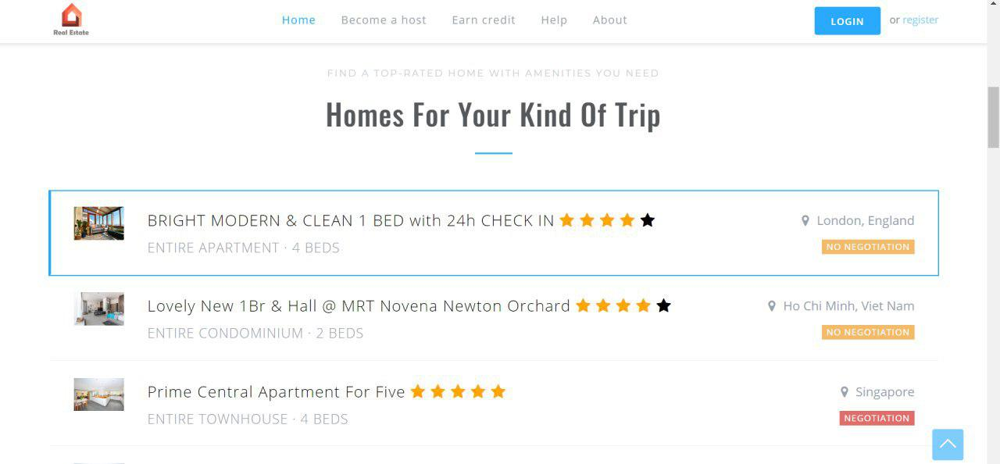 Real Estate
Home Become a host Earn credit Help About
LOGIN or register
FIND A TOP-RATED HOME WITH AMENITIES YOU NEED
Homes For Your Kind Of Trip
BRIGHT MODERN & CLEAN 1 BED with 24h CHECK IN
London, England
ENTIRE APARTMENT · 4 BEDS
NO NEGOTIATION
Lovely New 1Br & Hall @ MRT Novena Newton Orchard
Ho Chi Minh, Viet Nam
ENTIRE CONDOMINIUM · 2 BEDS
NO NEGOTIATION
Prime Central Apartment For Five
Singapore
ENTIRE TOWNHOUSE · 4 BEDS
NEGOTIATION